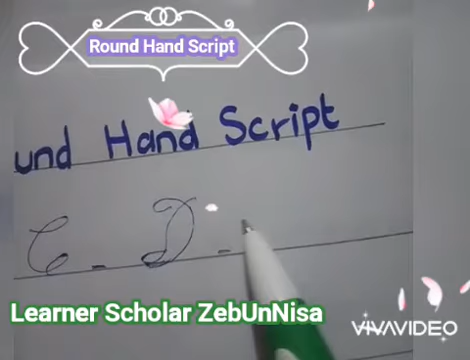 Round Hand Script
und Hand Script
C - D -
Learner Scholar ZebUnNisa
VIVAVIDEO